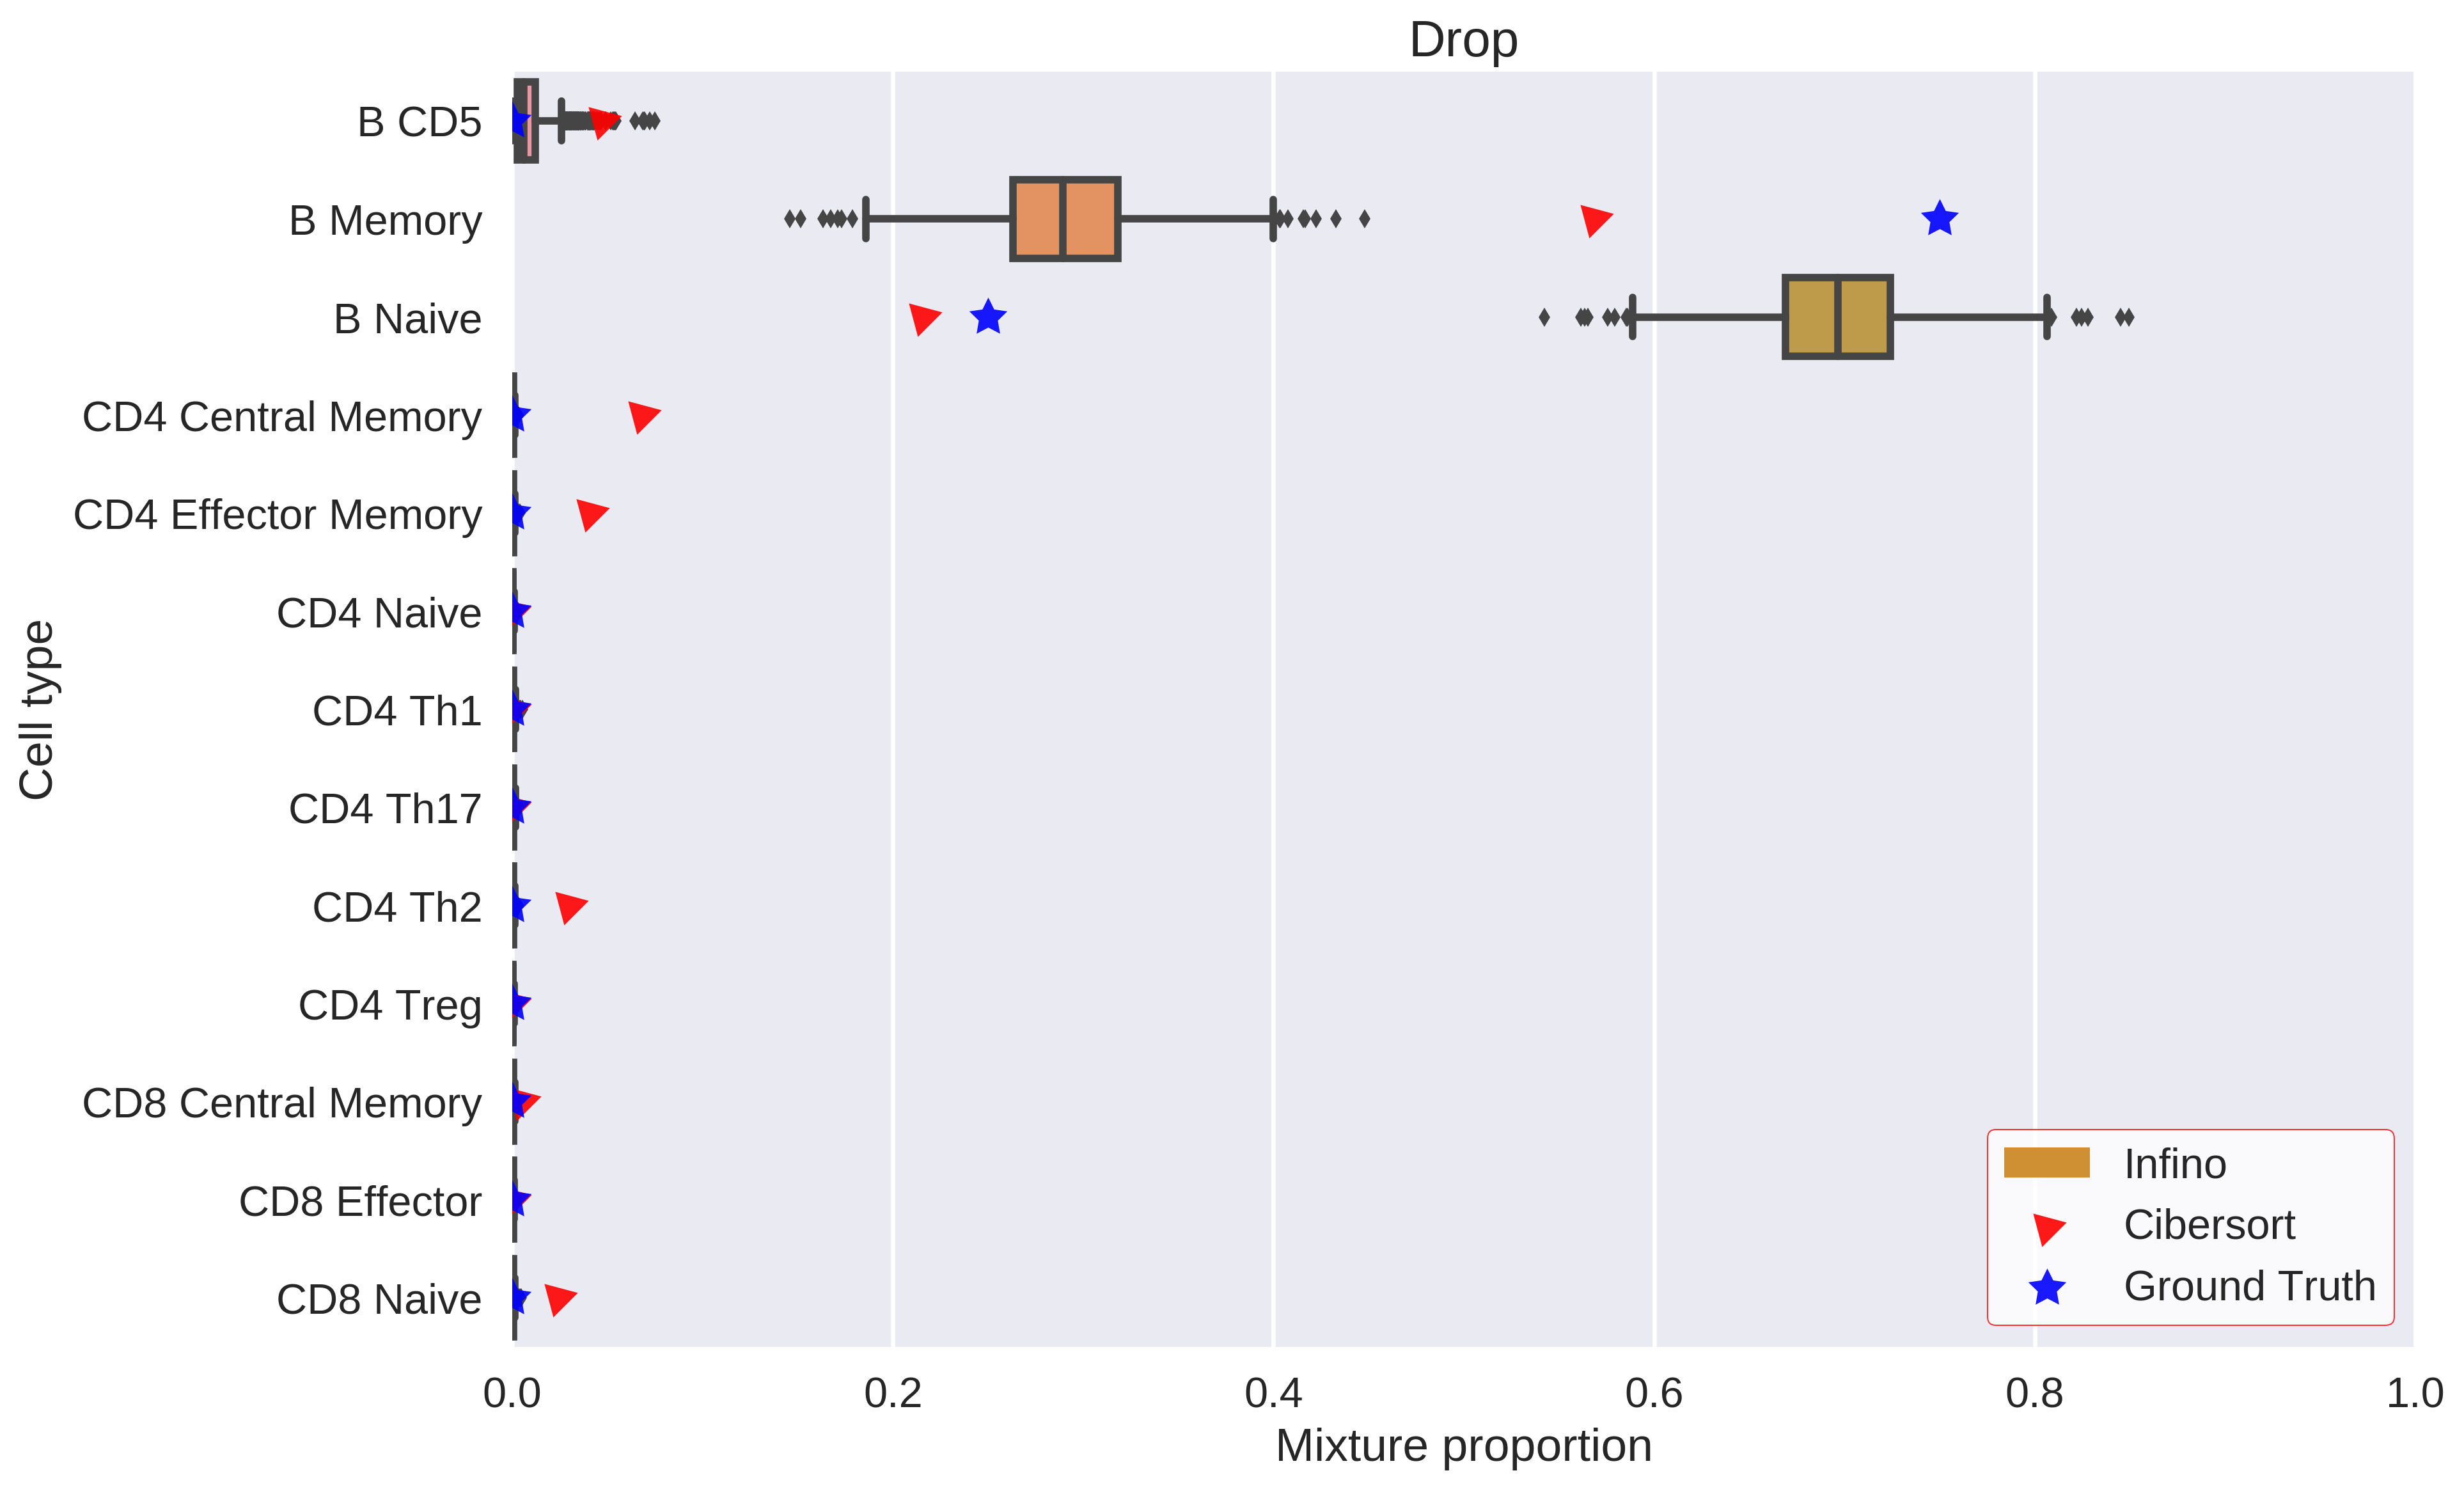 Drop
B CD5
B Memory
B Naive
CD4 Central Memory
CD4 Effector Memory
CD4 Naive
CD4 Th1
CD4 Th17
CD4 Th2
CD4 Treg
CD8 Central Memory
CD8 Effector
CD8 Naive
Cell type
Infino
Cibersort
Ground Truth
0.0 0.2 0.4 0.6 0.8 1.0
Mixture proportion